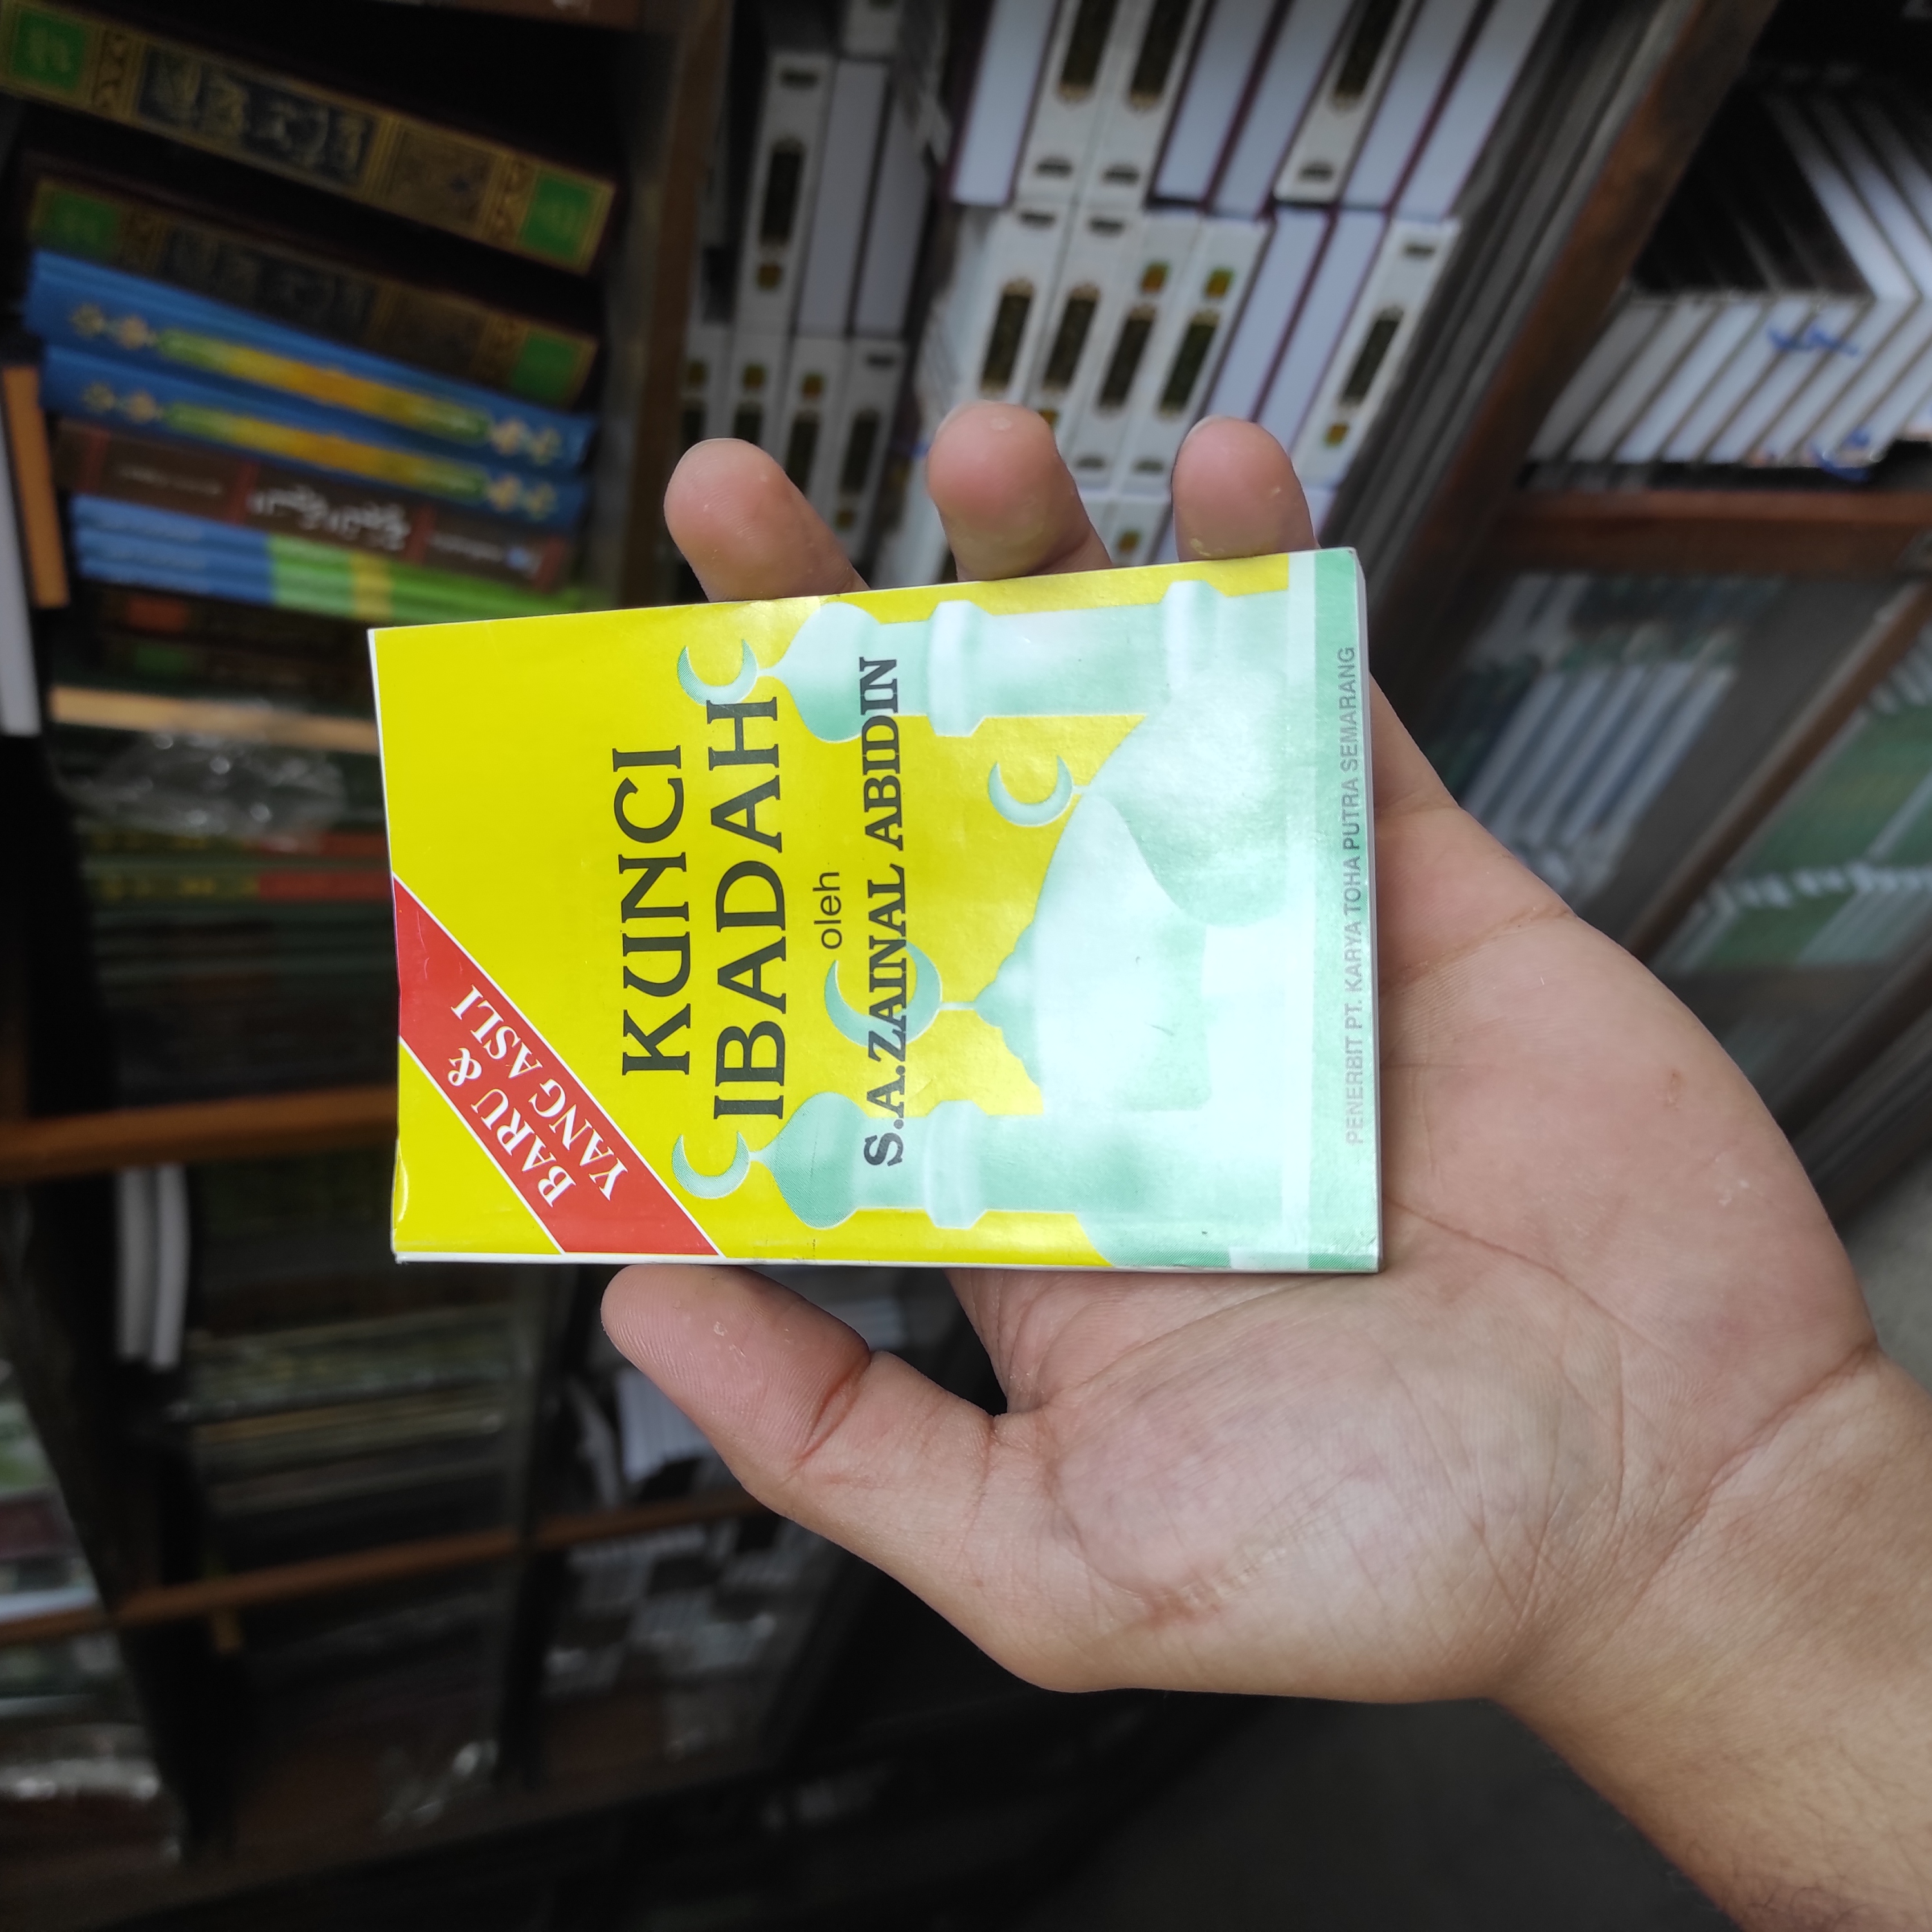 BARU &
YANG ASLI
KUNCI
IBADAH
oleh
S.A.ZAINAL ABIDIN
PENERBIT PT. KARYA TOHA PUTRA SEMARANG